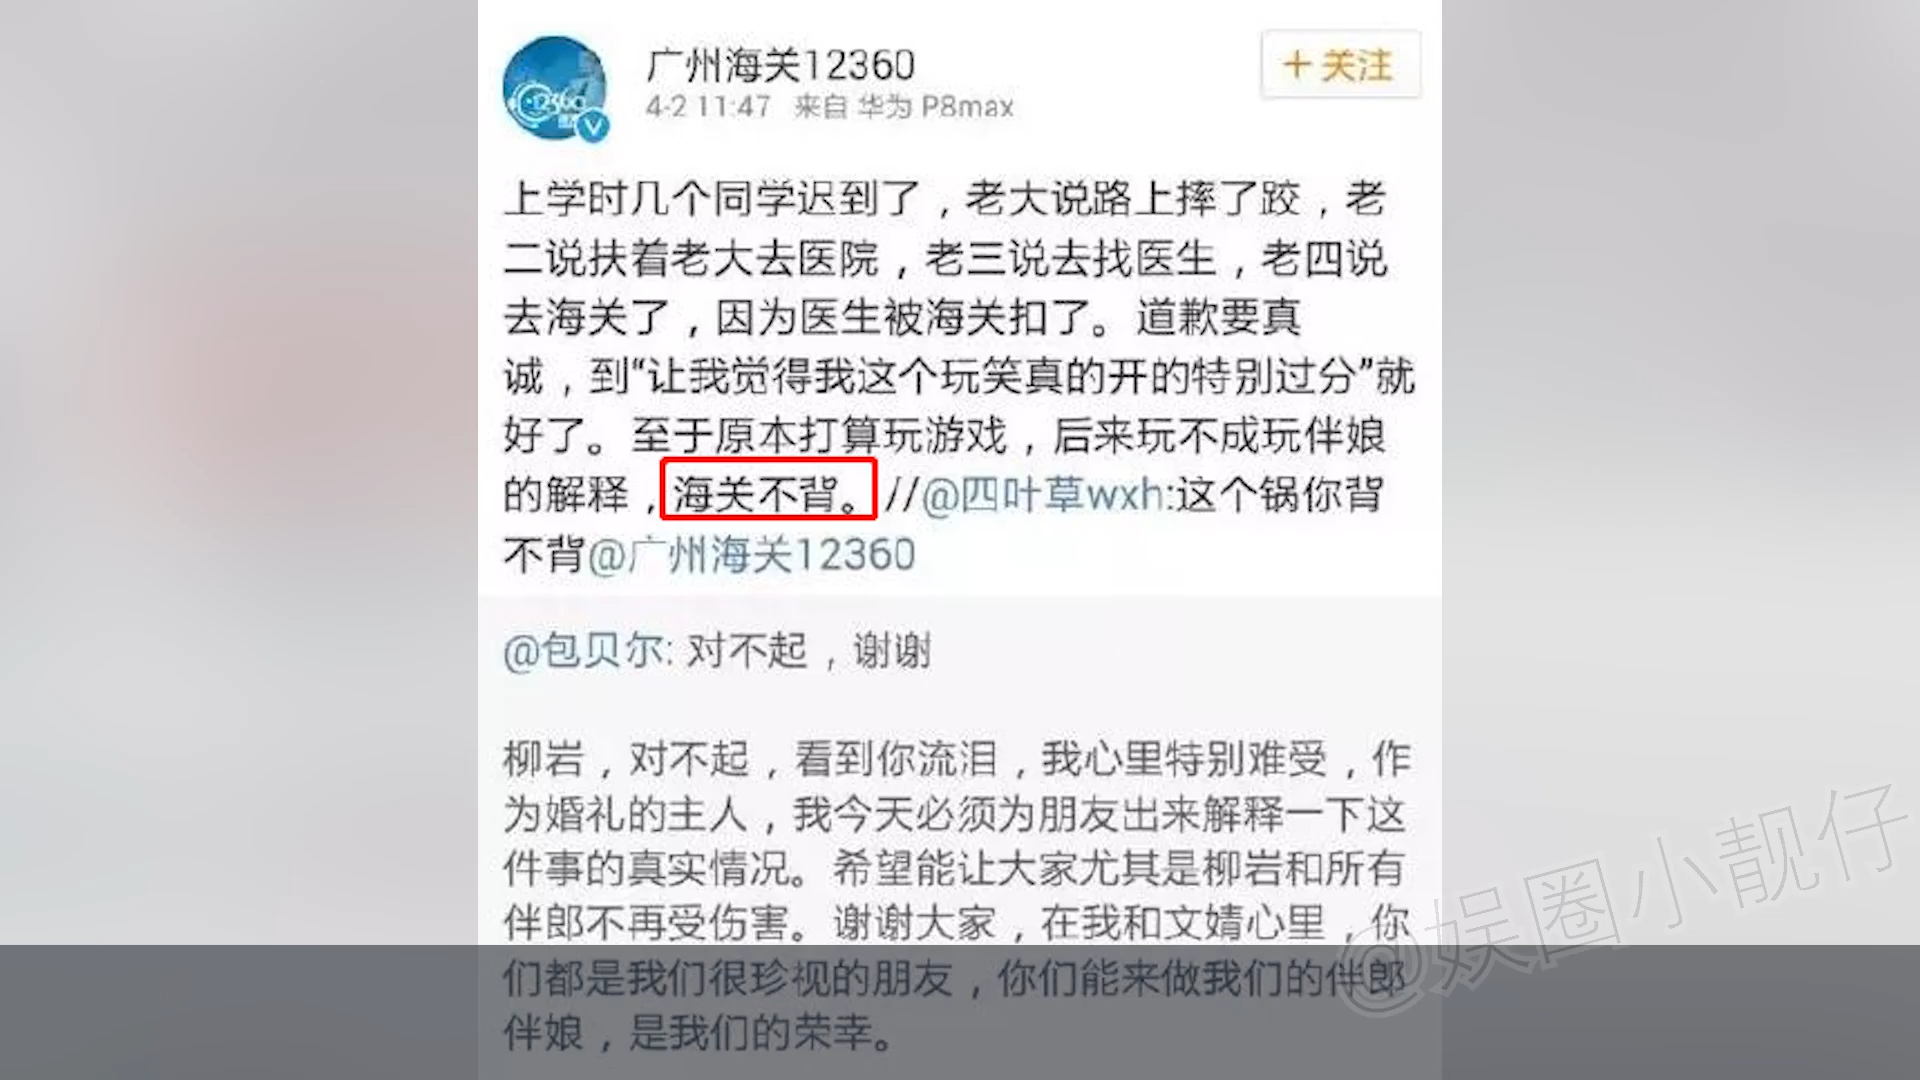 广州海关12360
4-2 11:47 来自 华为 P8max
+关注
12360
上学时几个同学迟到了，老大说路上摔了跤，老
二说扶着老大去医院，老三说去找医生，老四说
去海关了，因为医生被海关扣了。道歉要真
诚，到“让我觉得我这个玩笑真的开的特别过分”就
好了。至于原本打算玩游戏，后来玩不成玩伴娘
的解释，海关不背。//@四叶草wxh:这个锅你背
不背@广州海关12360
@包贝尔: 对不起，谢谢
柳岩，对不起，看到你流泪，我心里特别难受，作
为婚礼的主人，我今天必须为朋友出来解释一下这
件事的真实情况。希望能让大家尤其是柳岩和所有
伴郎不再受伤害。谢谢大家，在我和文婧心里，你
们都是我们很珍视的朋友，你们能来做我们的伴郎
伴娘，是我们的荣幸。
@娱圈小靓仔